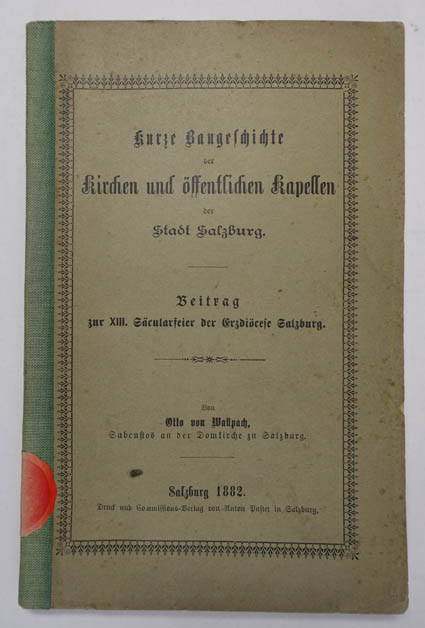 Kurze Baugeschichte
der
Kirchen und öffentlichen Kapellen
der
Stadt Salzburg.
Beitrag
zur XIII. Säcularfeier der Erzdiöcese Salzburg.
Von
Otto von Wallpach,
Subcustos an der Domkirche zu Salzburg.
Salzburg 1882.
Druck und Commissions-Verlag von Anton Pustet in Salzburg.